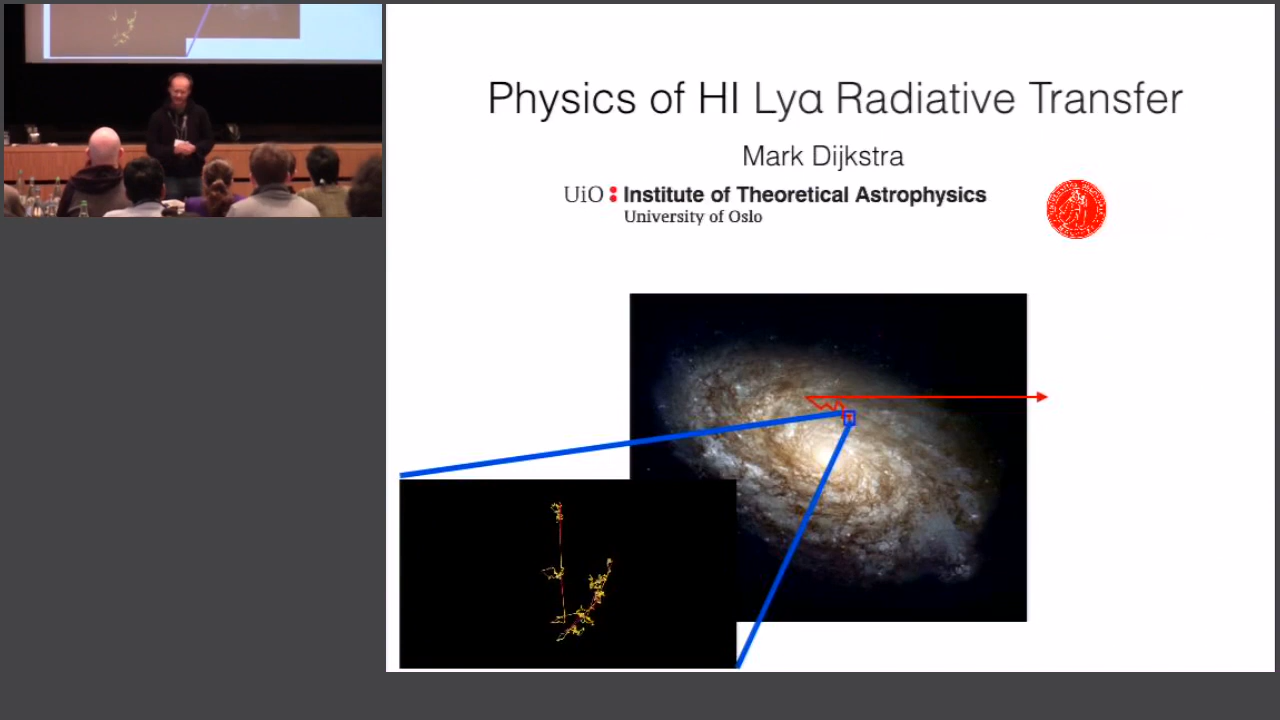 Physics of HI Lyα Radiative Transfer
Mark Dijkstra
UiO : Institute of Theoretical Astrophysics
University of Oslo